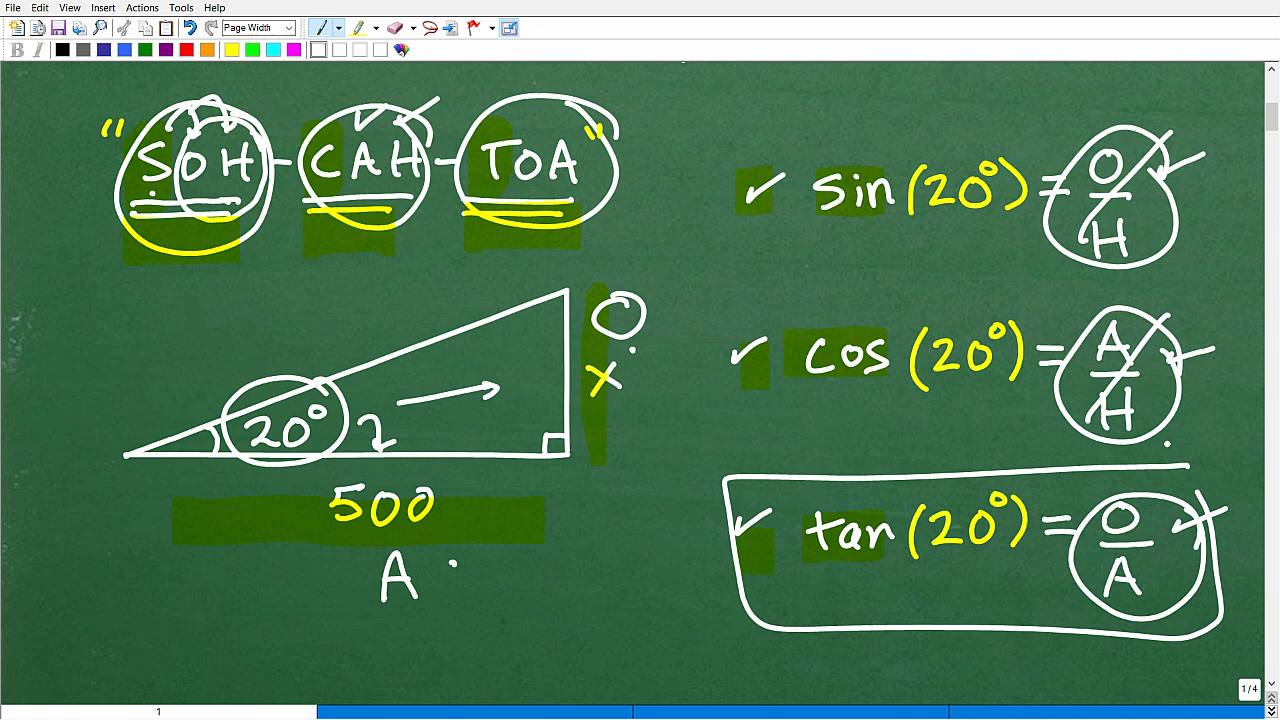 File Edit View Insert Actions Tools Help
Page Width
B I
"SOH-CAH-TOA"
sin (20°) = O/H
cos (20°) = A/H
tan (20°) = O/A
O
x
20°
500
A
1/4
1